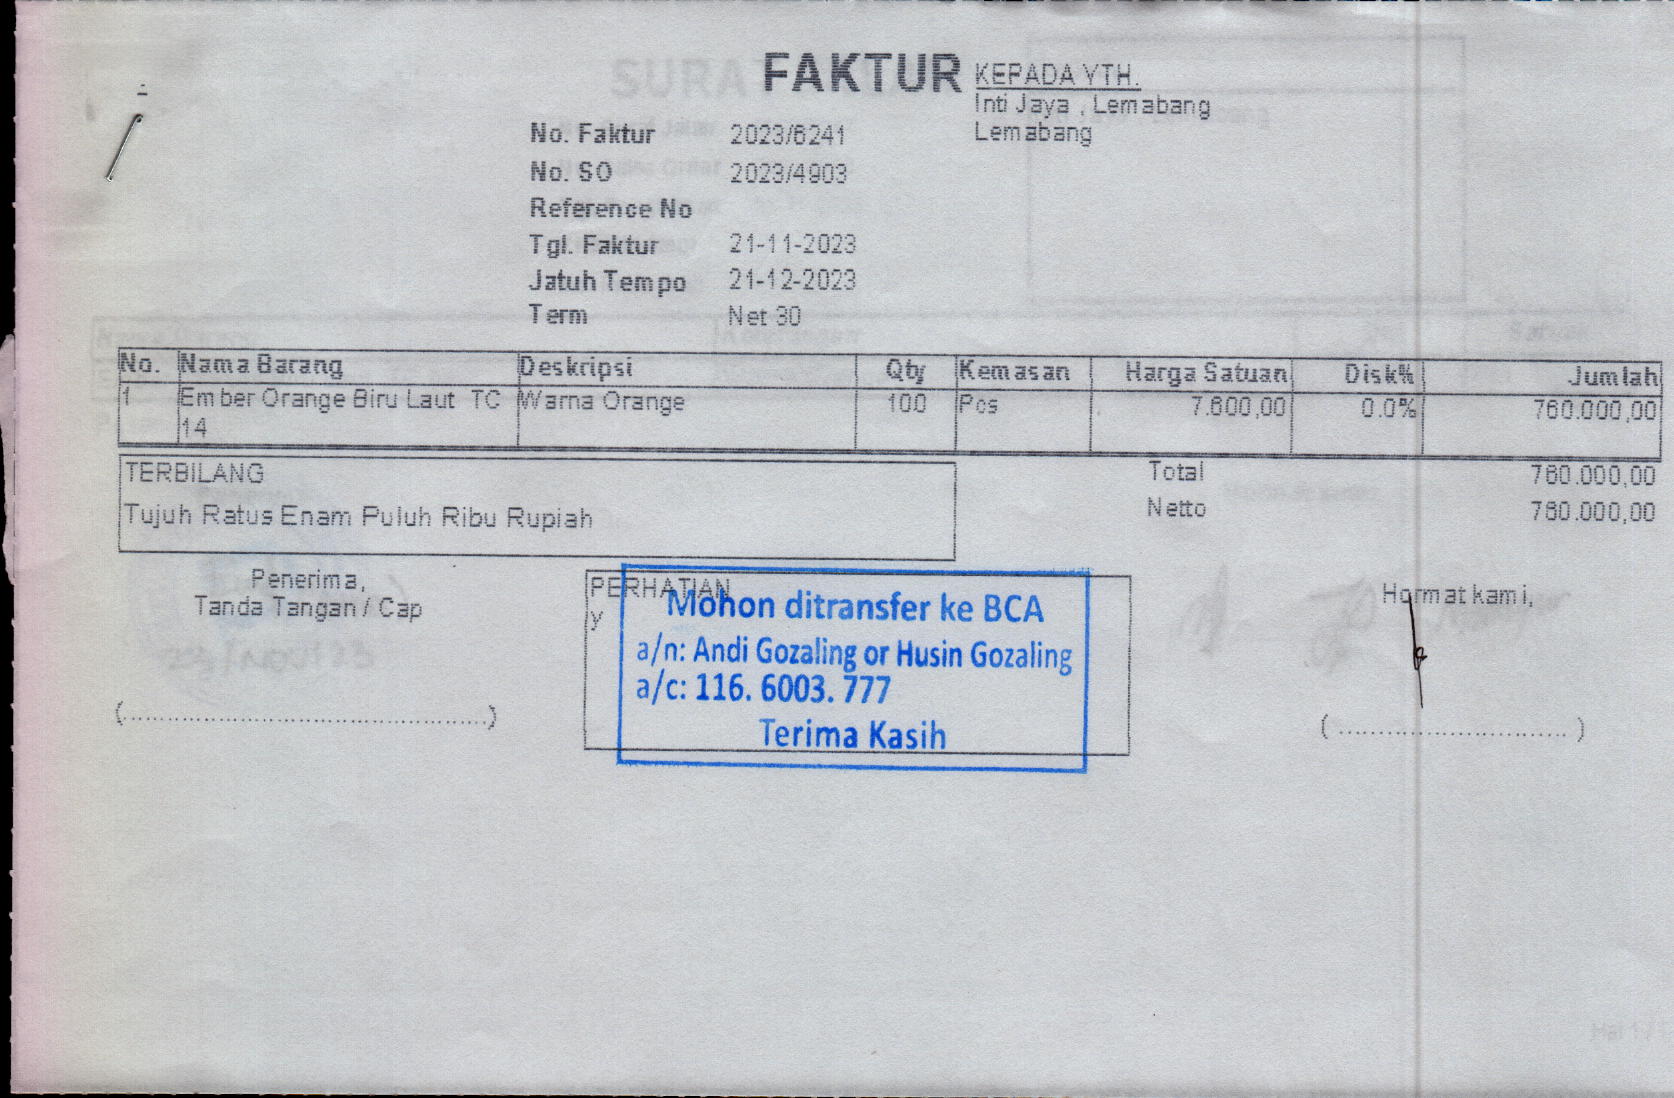 FAKTUR
KEPADA YTH.
Inti Jaya , Lemabang
Lemabang
No. Faktur 2023/6241
No. SO 2023/4903
Reference No
Tgl. Faktur 21-11-2023
Jatuh Tempo 21-12-2023
Term Net 30
No. Nama Barang Deskripsi Qty Kemasan Harga Satuan Disk% Jumlah
1 Ember Orange Biru Laut TC 14 Warna Orange 100 Pcs 7.600,00 0.0% 760.000,00
TERBILANG
Tujuh Ratus Enam Puluh Ribu Rupiah
Total 760.000,00
Netto 760.000,00
Penerima,
Tanda Tangan / Cap
(................................................)
PERHATIAN
y
Mohon ditransfer ke BCA
a/n: Andi Gozaling or Husin Gozaling
a/c: 116. 6003. 777
Terima Kasih
Hormat kami,
(.............................. )
SURAT